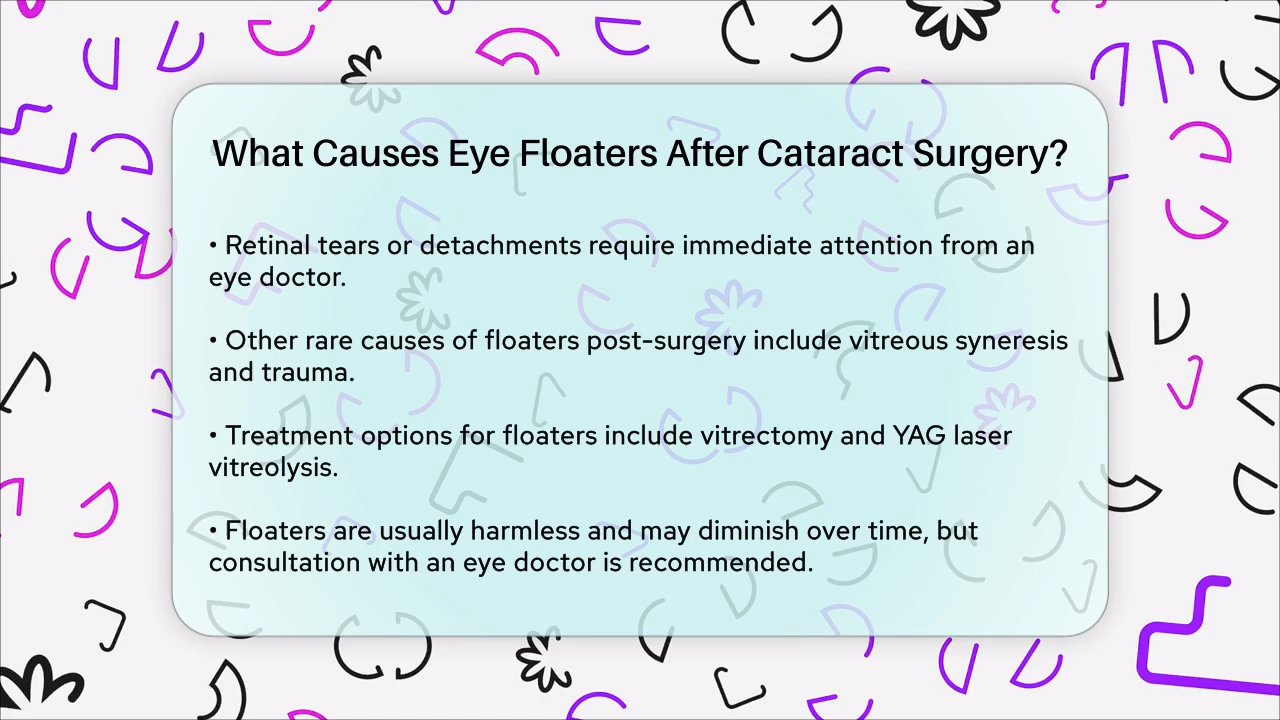 What Causes Eye Floaters After Cataract Surgery?
• Retinal tears or detachments require immediate attention from an
eye doctor.
• Other rare causes of floaters post-surgery include vitreous syneresis
and trauma.
• Treatment options for floaters include vitrectomy and YAG laser
vitreolysis.
• Floaters are usually harmless and may diminish over time, but
consultation with an eye doctor is recommended.